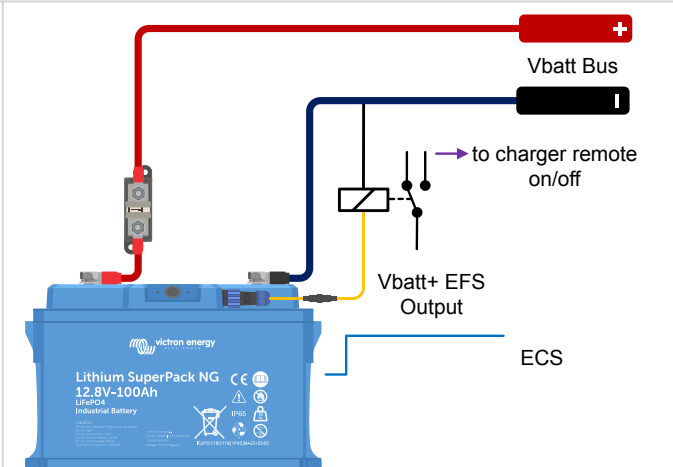 +
Vbatt Bus
to charger remote
on/off
Vbatt+ EFS
Output
ECS
victron energy
Lithium SuperPack NG
12.8V-100Ah
LiFePO4
Industrial Battery
IP65